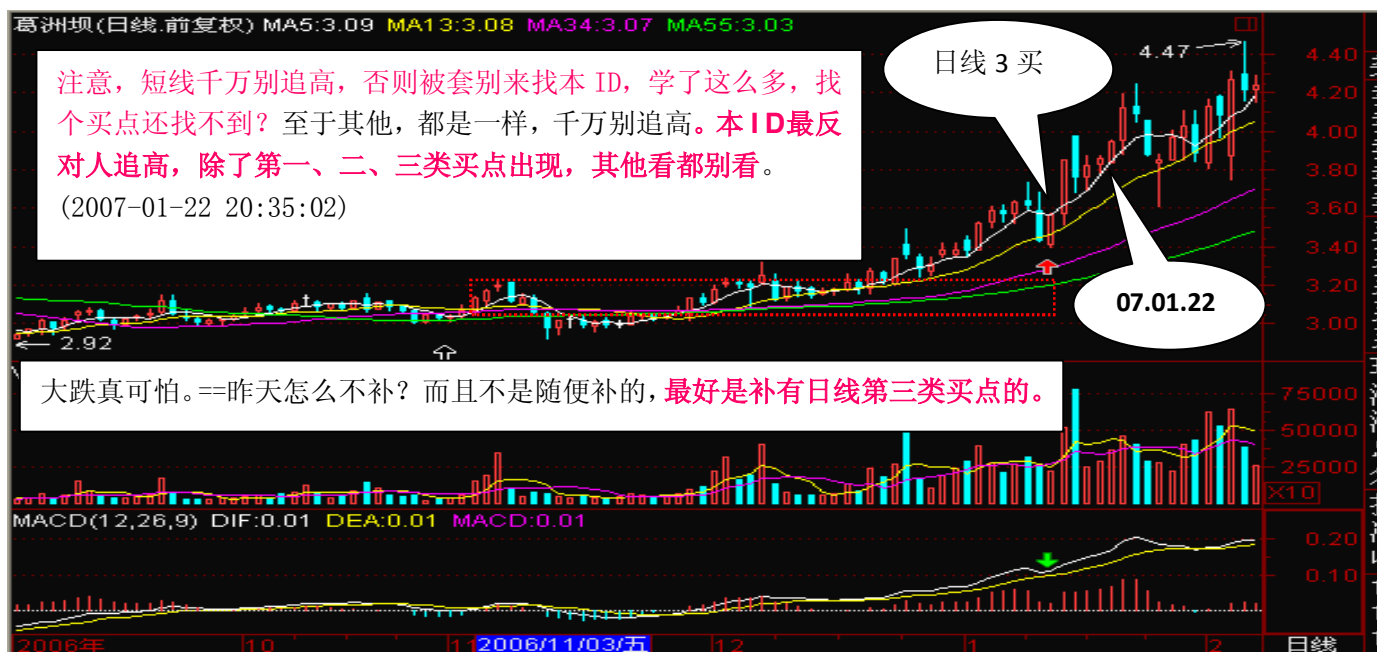 葛洲坝(日线.前复权) MA5:3.09 MA13:3.08 MA34:3.07 MA55:3.03
注意，短线千万别追高，否则被套别来找本 ID，学了这么多，找
个买点还找不到？至于其他，都是一样，千万别追高。本ID最反
对人追高，除了第一、二、三类买点出现，其他看都别看。
(2007-01-22 20:35:02)
日线 3 买
4.47
4.40
4.20
4.00
3.80
3.60
3.40
3.20
3.00
07.01.22
2.92
大跌真可怕。==昨天怎么不补？而且不是随便补的，最好是补有日线第三类买点的。
75000
50000
25000
X10
MACD(12,26,9) DIF:0.01 DEA:0.01 MACD:0.01
0.20
0.10
2006年 10 11 2006/11/03/五 12 1 2 日线